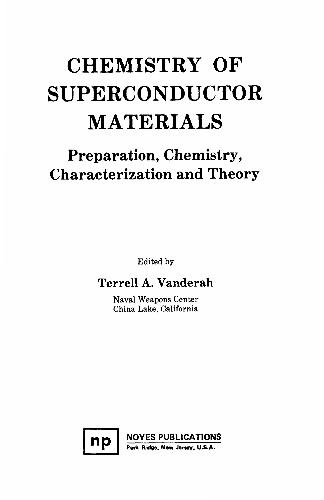 CHEMISTRY OF
SUPERCONDUCTOR
MATERIALS
Preparation, Chemistry,
Characterization and Theory
Edited by
Terrell A. Vanderah
Naval Weapons Center
China Lake, California
np
NOYES PUBLICATIONS
Park Ridge, New Jersey, U.S.A.